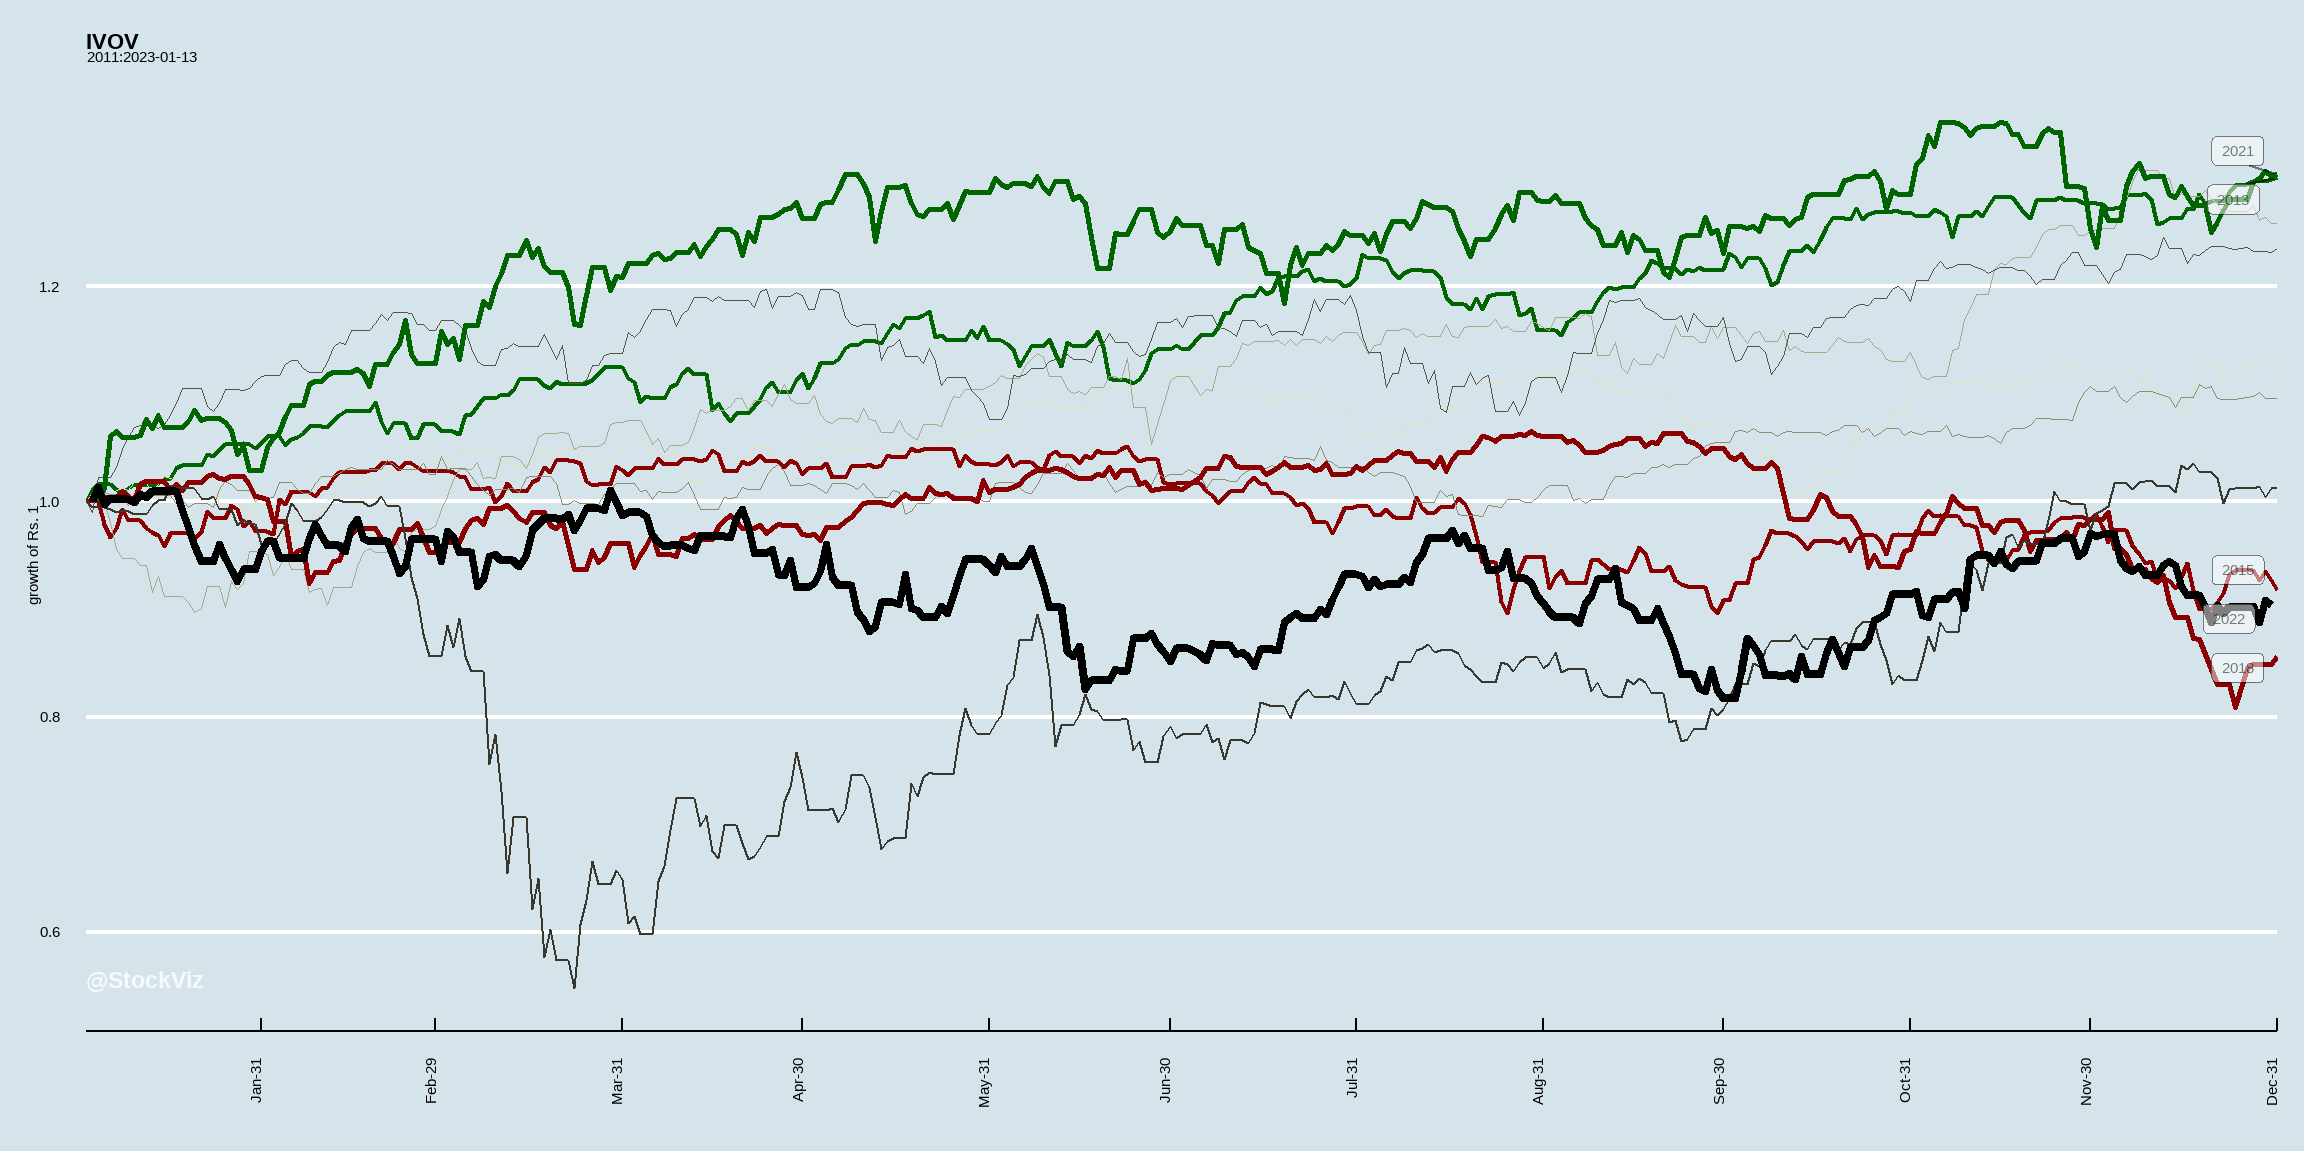 IVOV
2011:2023-01-13
2021
2013
1.2
1.0
growth of Rs. 1
2015
2022
2018
0.8
0.6
@StockViz
Jan-31
Feb-29
Mar-31
Apr-30
May-31
Jun-30
Jul-31
Aug-31
Sep-30
Oct-31
Nov-30
Dec-31